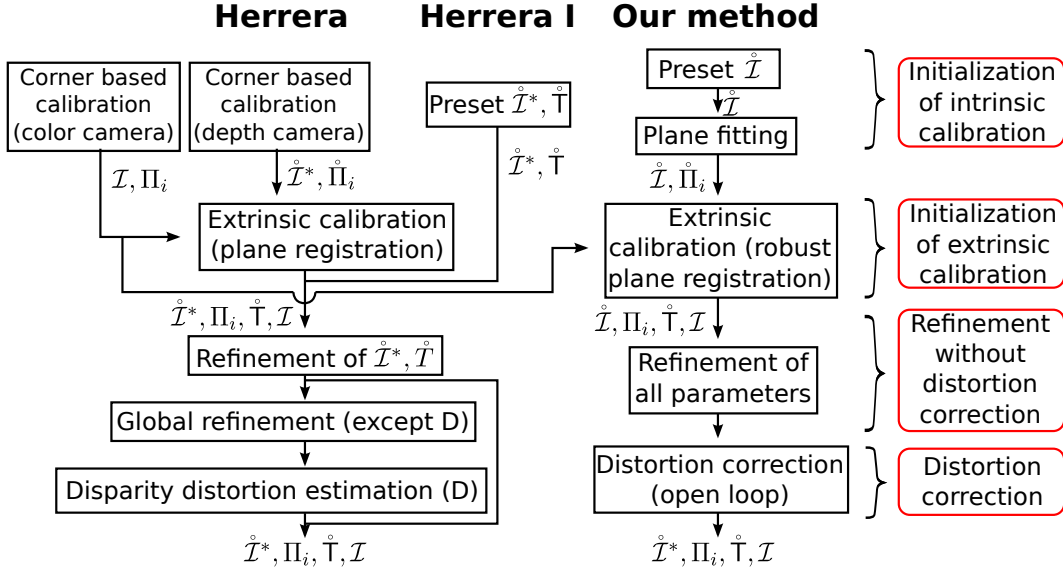 Herrera
Herrera I
Our method
Corner based
calibration
(color camera)
Corner based
calibration
(depth camera)
Preset I̊*, T̊
Preset I̊
I̊
Plane fitting
Initialization
of intrinsic
calibration
I, Π_i
I̊*, Π̊_i
I̊*, T̊
I̊, Π̊_i
Extrinsic calibration
(plane registration)
Extrinsic
calibration (robust
plane registration)
Initialization
of extrinsic
calibration
I̊*, Π_i, T̊, I
I̊, Π_i, T̊, I
Refinement of I̊*, T̊
Refinement of
all parameters
Refinement
without
distortion
correction
Global refinement (except D)
Disparity distortion estimation (D)
Distortion correction
(open loop)
Distortion
correction
I̊*, Π_i, T̊, I
I̊*, Π_i, T̊, I